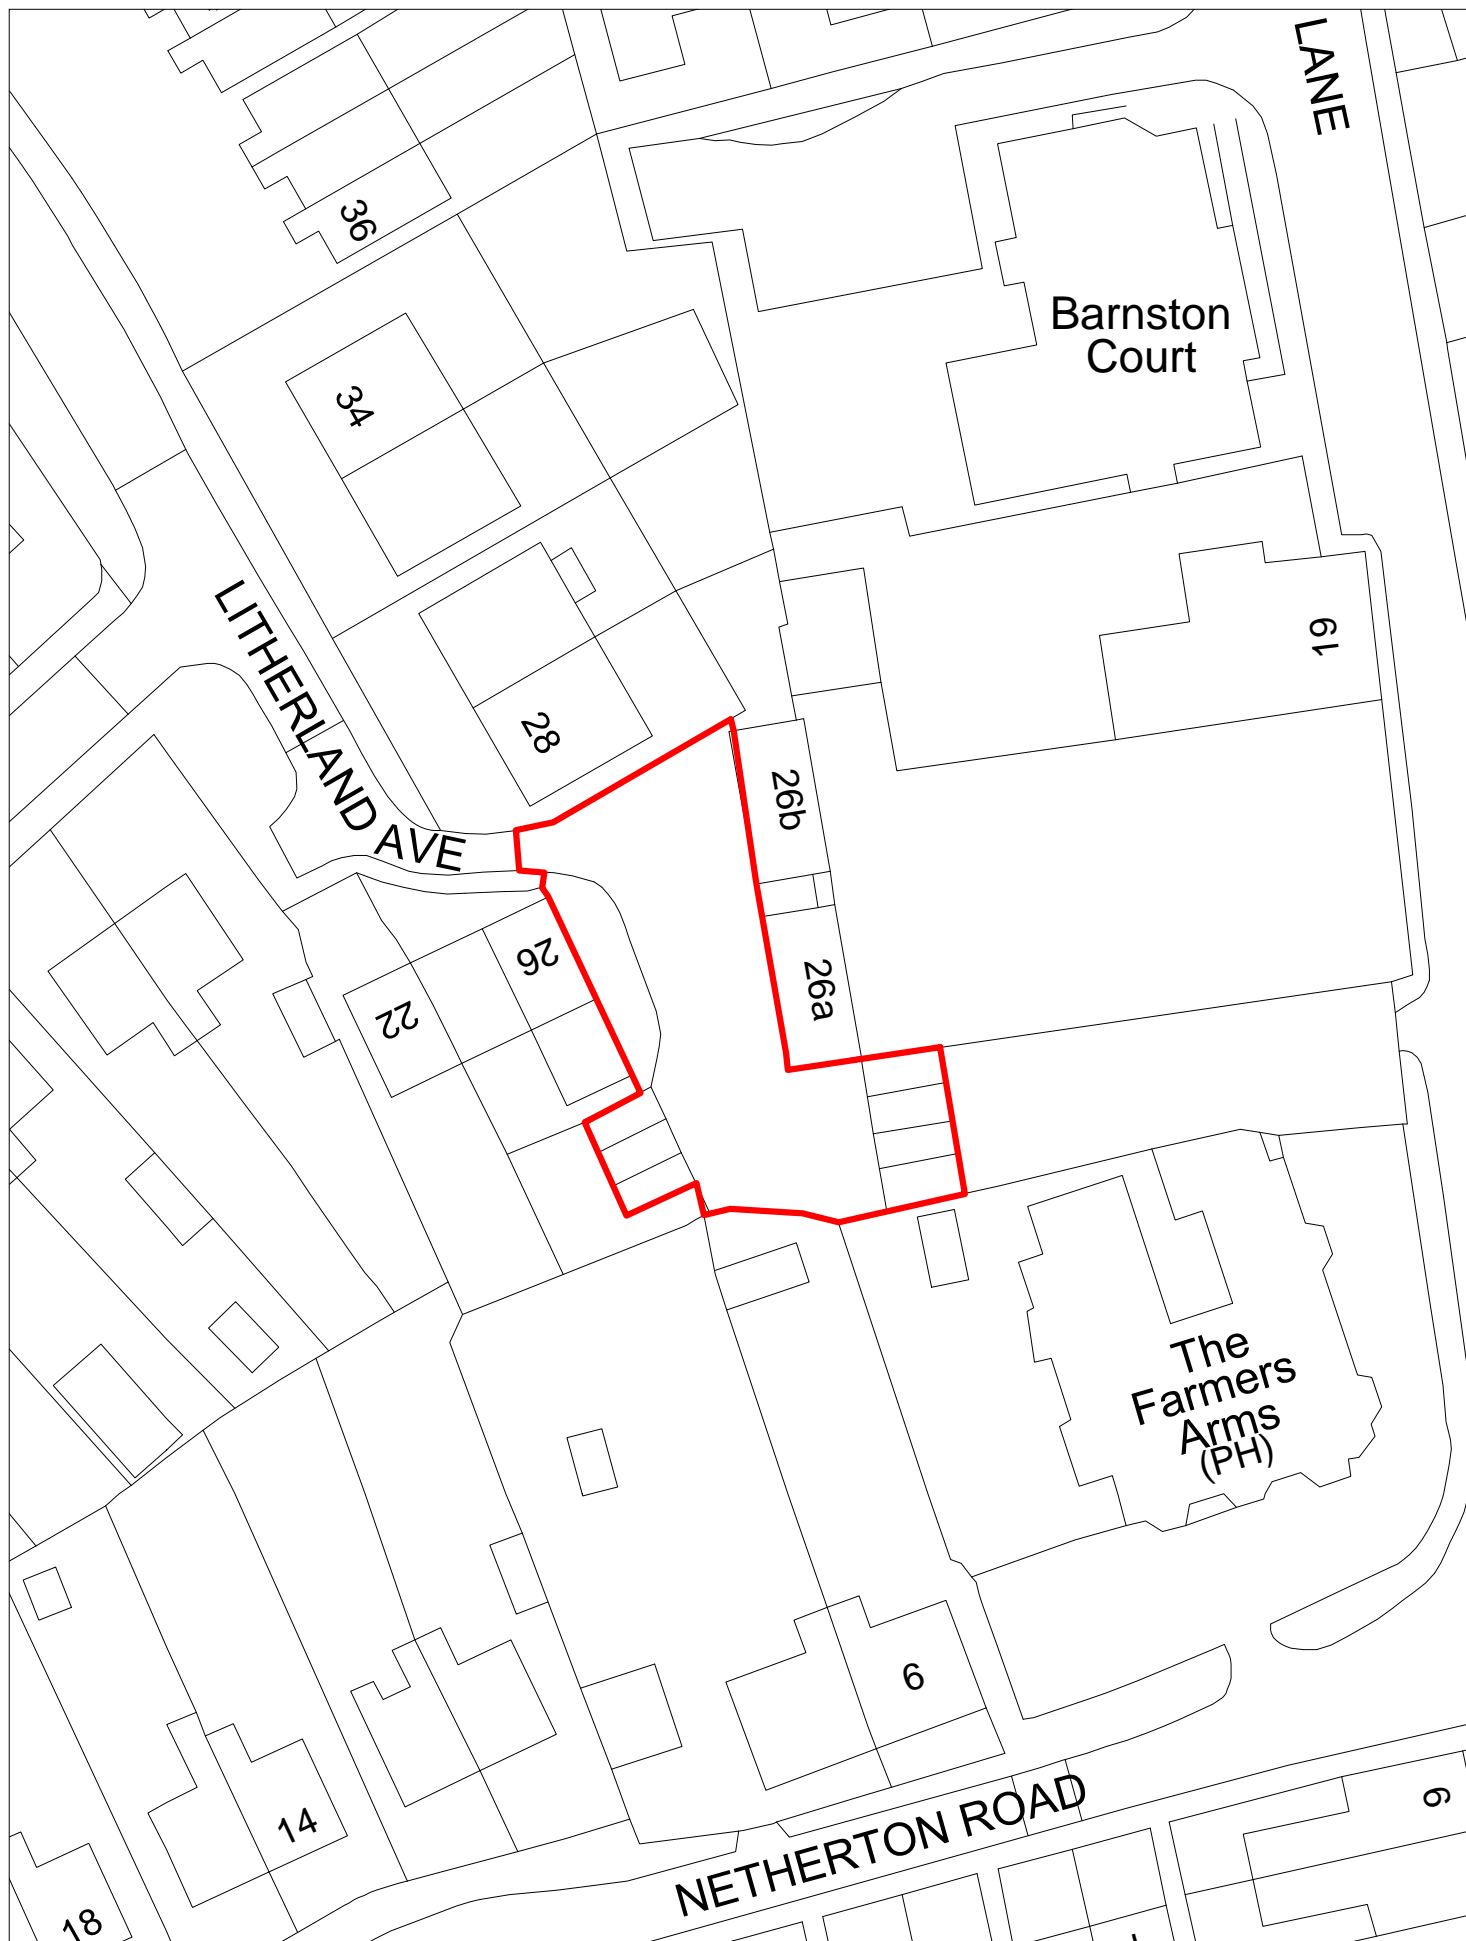 LANE
36
Barnston
Court
34
LITHERLAND AVE
19
28
26b
26
26a
22
The
Farmers
Arms
(PH)
6
NETHERTON ROAD
14
18